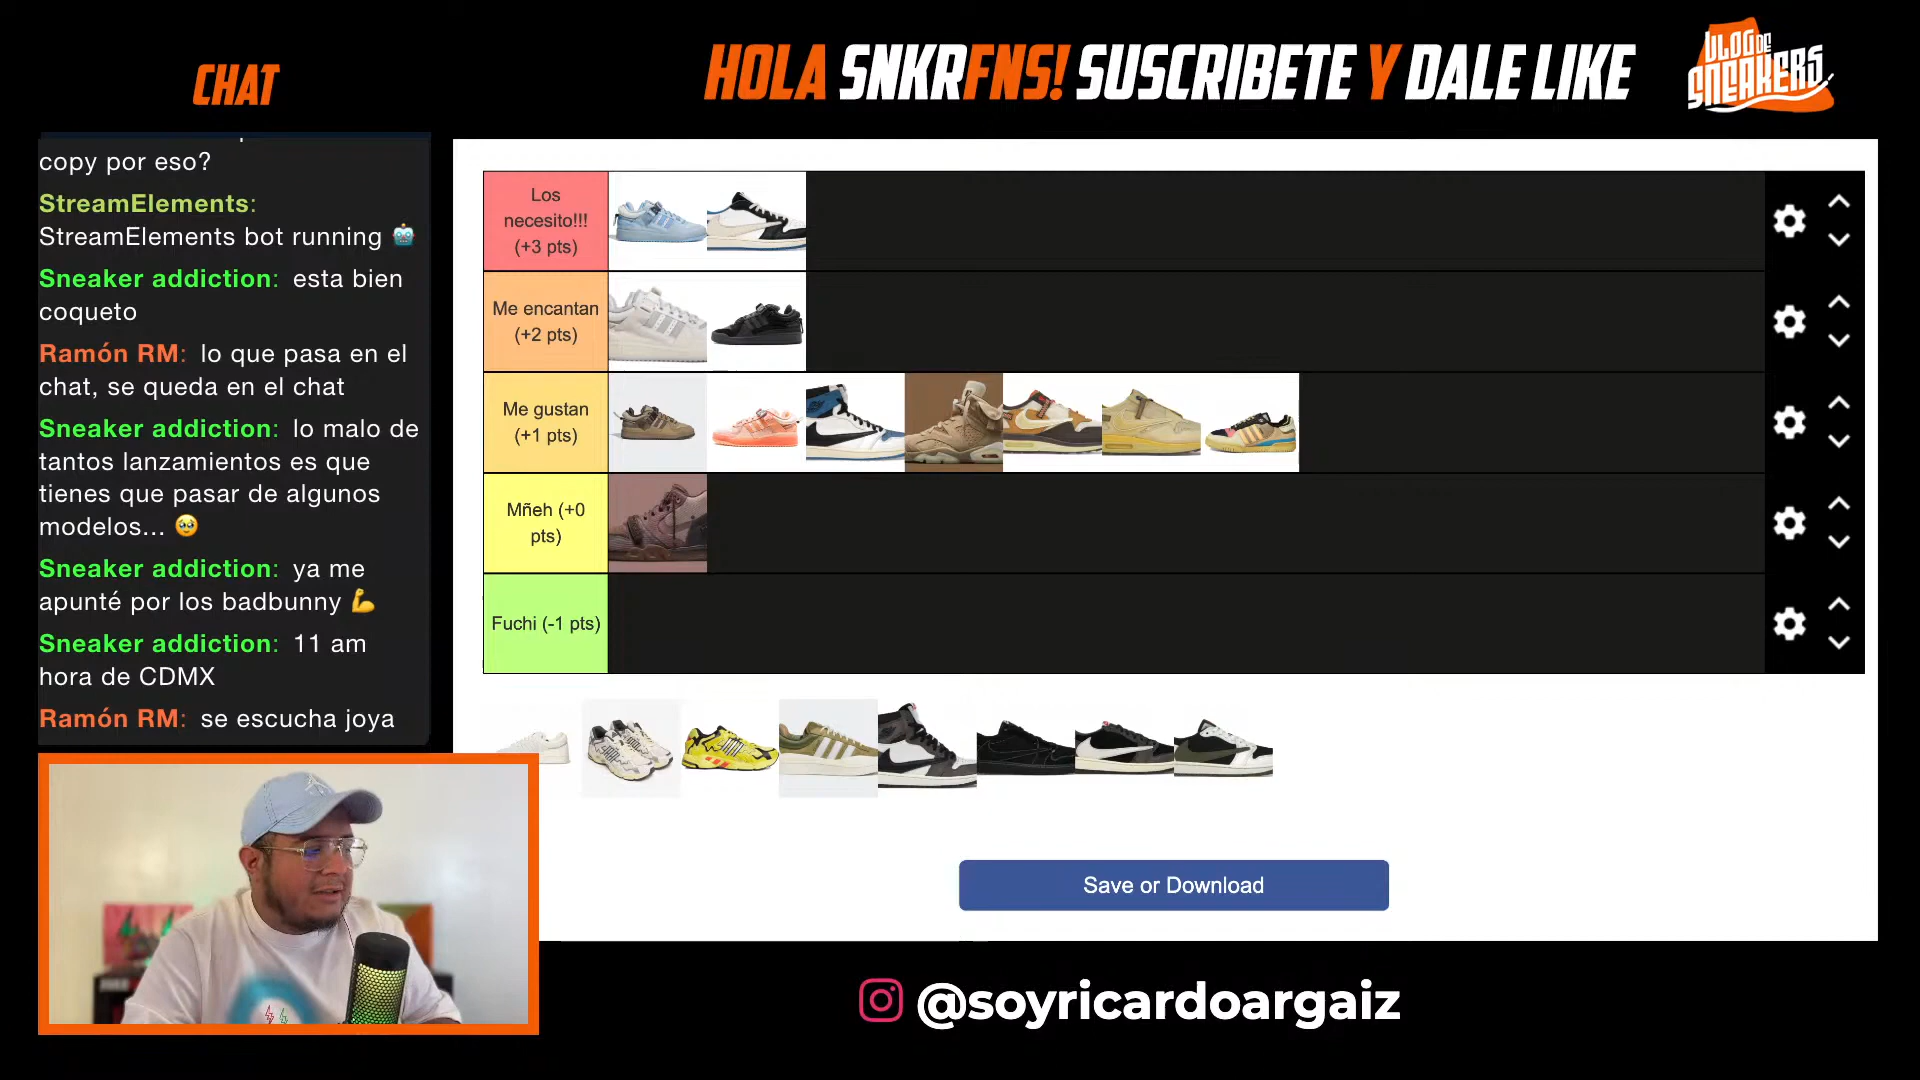 CHAT
HOLA SNKRFNS! SUSCRIBETE Y DALE LIKE
VLOG DE
SNEAKERS
copy por eso?
StreamElements:
StreamElements bot running 🤖
Sneaker addiction: esta bien
coqueto
Ramón RM: lo que pasa en el
chat, se queda en el chat
Sneaker addiction: lo malo de
tantos lanzamientos es que
tienes que pasar de algunos
modelos... 🥹
Sneaker addiction: ya me
apunté por los badbunny 💪
Sneaker addiction: 11 am
hora de CDMX
Ramón RM: se escucha joya
Los
necesito!!!
(+3 pts)
Me encantan
(+2 pts)
Me gustan
(+1 pts)
Mñeh (+0
pts)
Fuchi (-1 pts)
Save or Download
@soyricardoargaiz